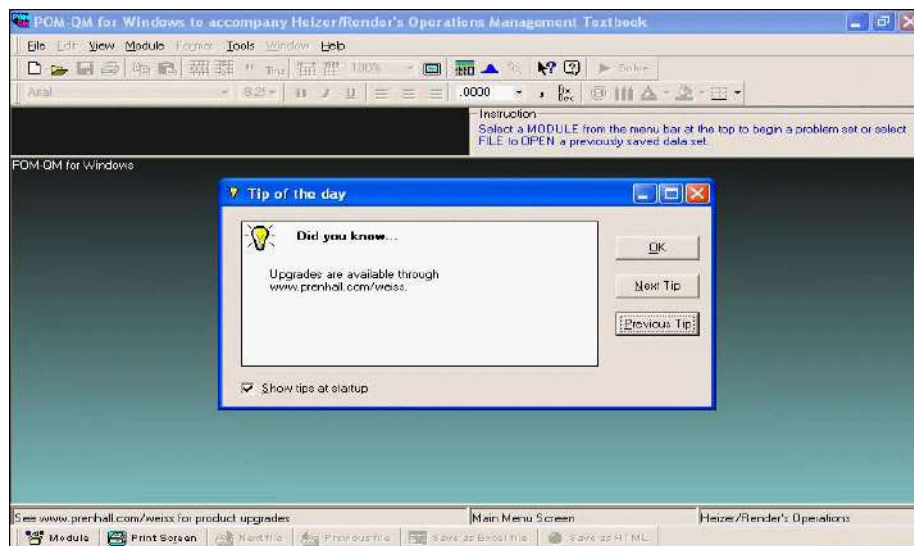 POM-QM for Windows to accompany Heizer/Render's Operations Management Textbook
File Edit View Module Format Tools Window Help
100% Solve
Arial 8.25 B I U .0000 , Fix Dec
Instruction
Select a MODULE from the menu bar at the top to begin a problem set or select
FILE to OPEN a previously saved data set.
POM-QM for Windows
Tip of the day
Did you know...
Upgrades are available through
www.prenhall.com/weiss.
OK
Next Tip
Previous Tip
Show tips at startup
See www.prenhall.com/weiss for product upgrades Main Menu Screen Heizer/Render's Operations
Module Print Screen Next file Previous file Save as Excel file Save as HTML